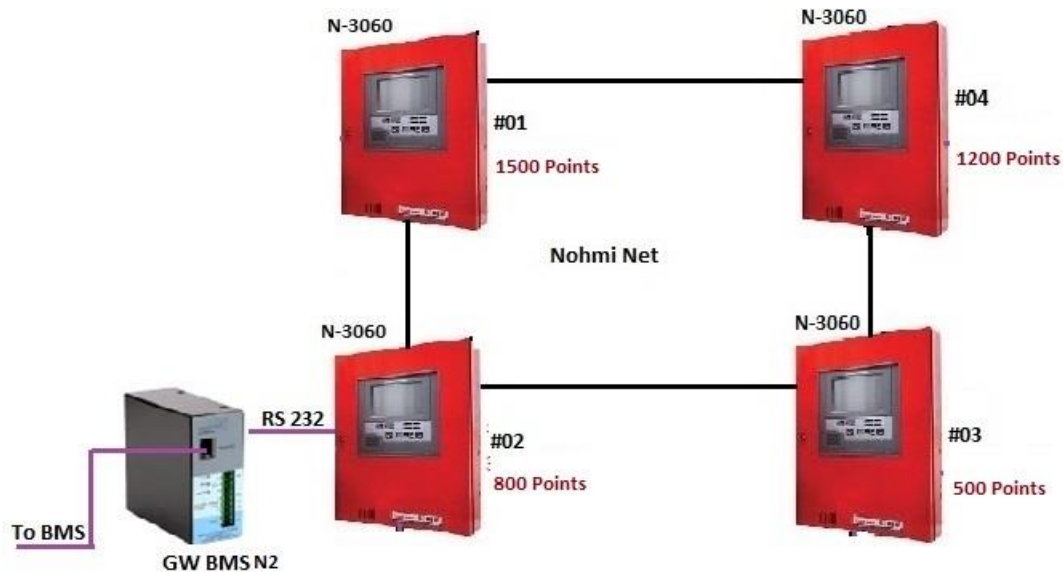 N-3060
N-3060
#01
#04
1500 Points
1200 Points
Nohmi Net
N-3060
N-3060
RS 232
#02
#03
800 Points
500 Points
To BMS
GW BMS N2